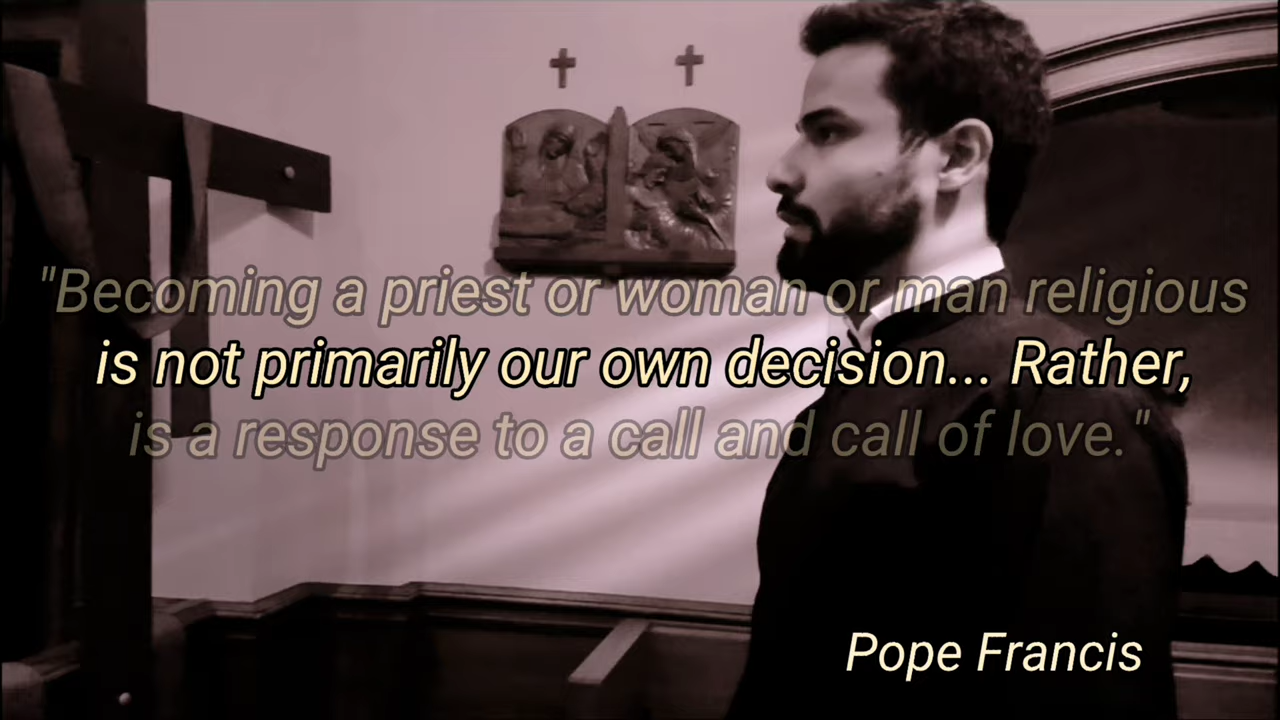 "Becoming a priest or woman or man religious
is not primarily our own decision... Rather,
is a response to a call and call of love."
Pope Francis